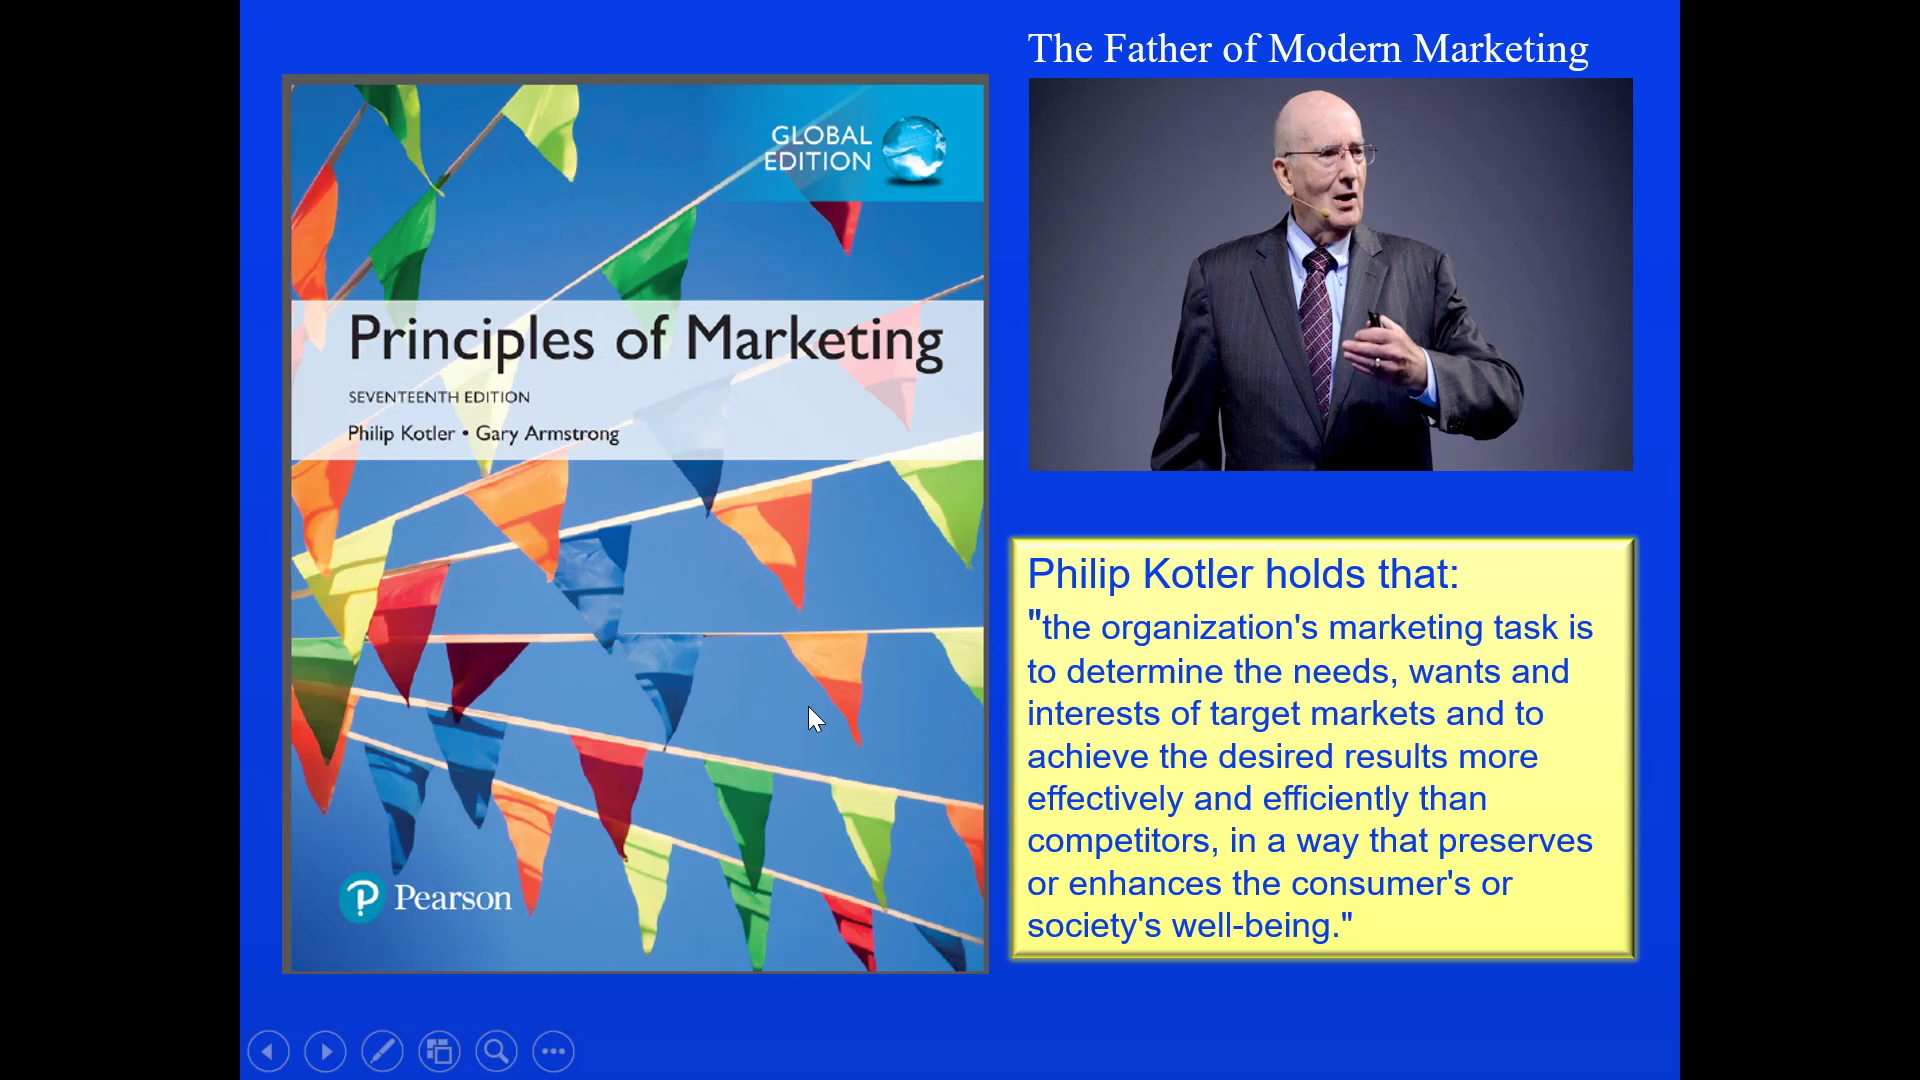 The Father of Modern Marketing
GLOBAL
EDITION
Principles of Marketing
SEVENTEENTH EDITION
Philip Kotler • Gary Armstrong
Pearson
Philip Kotler holds that:
"the organization's marketing task is
to determine the needs, wants and
interests of target markets and to
achieve the desired results more
effectively and efficiently than
competitors, in a way that preserves
or enhances the consumer's or
society's well-being."